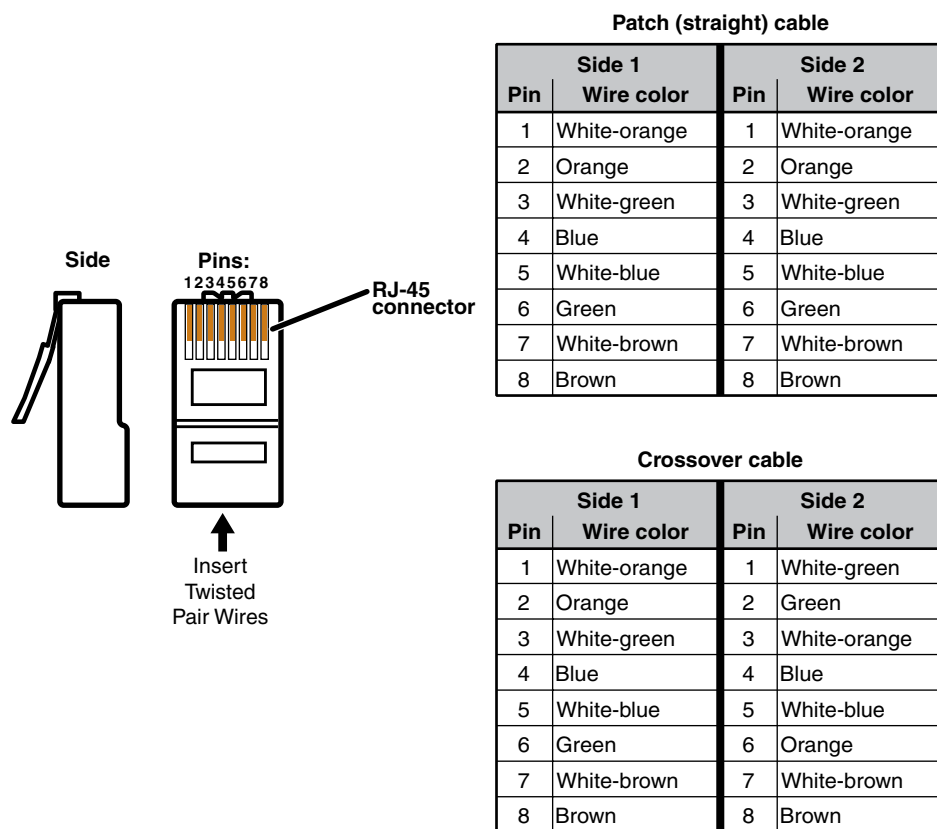 Patch (straight) cable
Side 1 Side 2
Pin Wire color Pin Wire color
1 White-orange 1 White-orange
2 Orange 2 Orange
3 White-green 3 White-green
4 Blue 4 Blue
5 White-blue 5 White-blue
6 Green 6 Green
7 White-brown 7 White-brown
8 Brown 8 Brown
Side
Pins:
12345678
RJ-45
connector
Insert
Twisted
Pair Wires
Crossover cable
Side 1 Side 2
Pin Wire color Pin Wire color
1 White-orange 1 White-green
2 Orange 2 Green
3 White-green 3 White-orange
4 Blue 4 Blue
5 White-blue 5 White-blue
6 Green 6 Orange
7 White-brown 7 White-brown
8 Brown 8 Brown